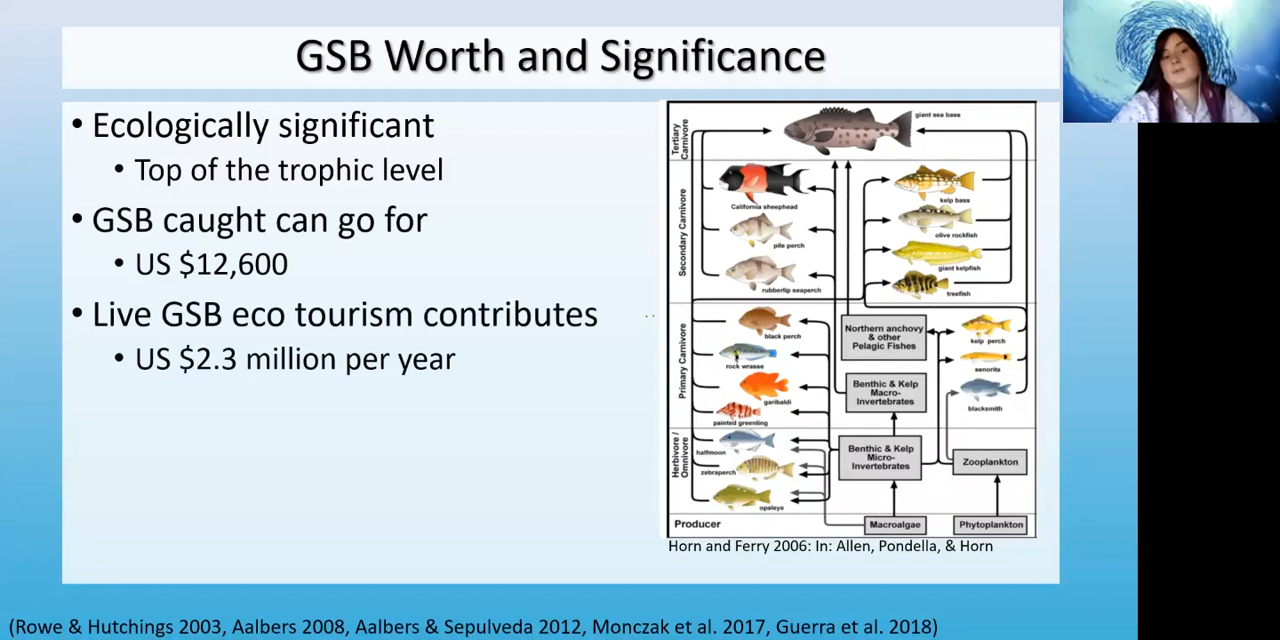 GSB Worth and Significance
• Ecologically significant
• Top of the trophic level
• GSB caught can go for
• US $12,600
• Live GSB eco tourism contributes
• US $2.3 million per year
Tertiary
Carnivore
giant sea bass
Secondary Carnivore
California sheephead
pile perch
rubberlip seaperch
kelp bass
olive rockfish
giant kelpfish
treefish
Primary Carnivore
black perch
rock wrasse
garibaldi
painted greenling
Northern anchovy
& other
Pelagic Fishes
kelp perch
senorita
blacksmith
Benthic & Kelp
Macro-
Invertebrates
Herbivore /
Omnivore
halfmoon
zebraperch
opaleye
Benthic & Kelp
Micro-
Invertebrates
Zooplankton
Producer
Macroalgae
Phytoplankton
Horn and Ferry 2006: In: Allen, Pondella, & Horn
(Rowe & Hutchings 2003, Aalbers 2008, Aalbers & Sepulveda 2012, Monczak et al. 2017, Guerra et al. 2018)